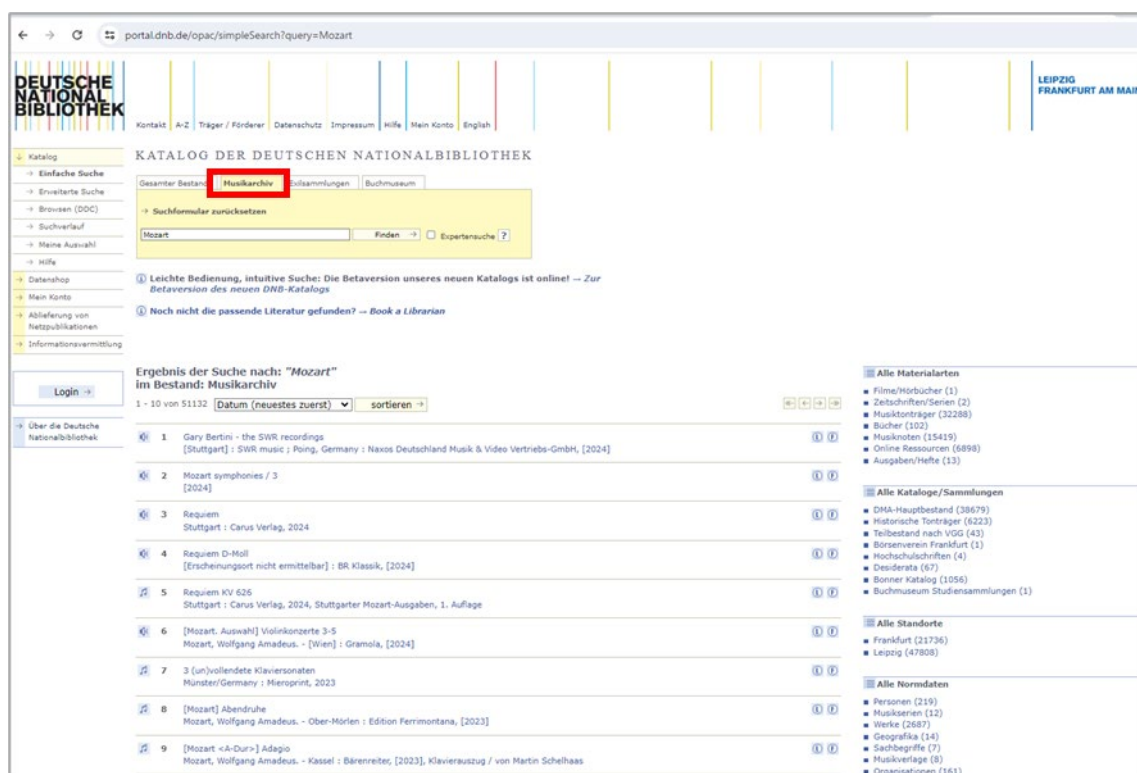 portal.dnb.de/opac/simpleSearch?query=Mozart
DEUTSCHE
NATIONAL
BIBLIOTHEK
LEIPZIG
FRANKFURT AM MAIN
Kontakt A-Z Träger / Förderer Datenschutz Impressum Hilfe Mein Konto English
Katalog
→ Einfache Suche
→ Erweiterte Suche
→ Browsen (DDC)
→ Suchverlauf
→ Meine Auswahl
→ Hilfe
→ Datenshop
→ Mein Konto
→ Ablieferung von
Netzpublikationen
→ Informationsvermittlung
Login →
→ Über die Deutsche
Nationalbibliothek
KATALOG DER DEUTSCHEN NATIONALBIBLIOTHEK
Gesamter Bestand Musikarchiv Exilsammlungen Buchmuseum
→ Suchformular zurücksetzen
Mozart Finden → Expertensuche ?
Leichte Bedienung, intuitive Suche: Die Betaversion unseres neuen Katalogs ist online! → Zur
Betaversion des neuen DNB-Katalogs
Noch nicht die passende Literatur gefunden? → Book a Librarian
Ergebnis der Suche nach: "Mozart"
im Bestand: Musikarchiv
1 - 10 von 51132 Datum (neuestes zuerst) sortieren →
1 Gary Bertini - the SWR recordings
[Stuttgart] : SWR music ; Poing, Germany : Naxos Deutschland Musik & Video Vertriebs-GmbH, [2024]
2 Mozart symphonies / 3
[2024]
3 Requiem
Stuttgart : Carus Verlag, 2024
4 Requiem D-Moll
[Erscheinungsort nicht ermittelbar] : BR Klassik, [2024]
5 Requiem KV 626
Stuttgart : Carus Verlag, 2024, Stuttgarter Mozart-Ausgaben, 1. Auflage
6 [Mozart. Auswahl] Violinkonzerte 3-5
Mozart, Wolfgang Amadeus. - [Wien] : Gramola, [2024]
7 3 (un)vollendete Klaviersonaten
Münster/Germany : Mieroprint, 2023
8 [Mozart] Abendruhe
Mozart, Wolfgang Amadeus. - Ober-Mörlen : Edition Ferrimontana, [2023]
9 [Mozart <A-Dur>] Adagio
Mozart, Wolfgang Amadeus. - Kassel : Bärenreiter, [2023], Klavierauszug / von Martin Schelhaas
Alle Materialarten
Filme/Hörbücher (1)
Zeitschriften/Serien (2)
Musiktonträger (32288)
Bücher (102)
Musiknoten (15419)
Online Ressourcen (6898)
Ausgaben/Hefte (13)
Alle Kataloge/Sammlungen
DMA-Hauptbestand (38679)
Historische Tonträger (6223)
Teilbestand nach VGG (43)
Börsenverein Frankfurt (1)
Hochschulschriften (4)
Desiderata (67)
Bonner Katalog (1056)
Buchmuseum Studiensammlungen (1)
Alle Standorte
Frankfurt (21736)
Leipzig (47808)
Alle Normdaten
Personen (219)
Musikserien (12)
Werke (2687)
Geografika (14)
Sachbegriffe (7)
Musikverlage (8)
Organisationen (161)